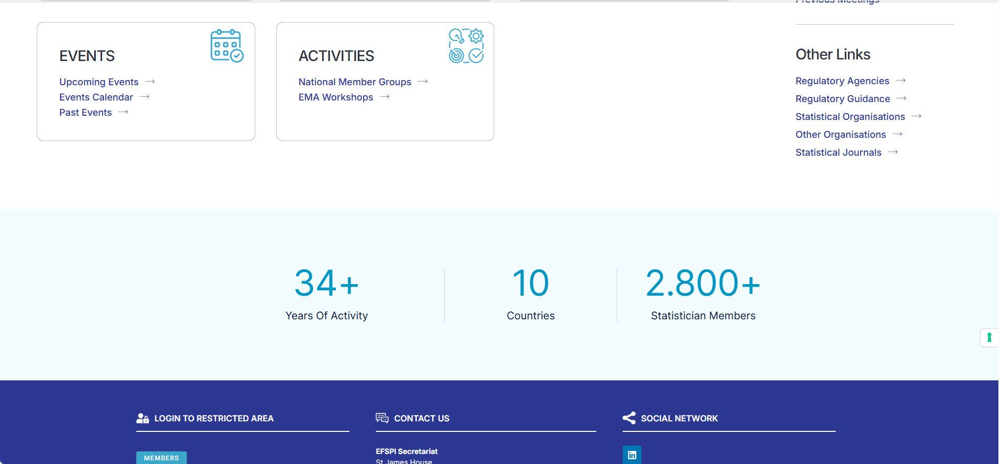 Previous Meetings
EVENTS
Upcoming Events
Events Calendar
Past Events
ACTIVITIES
National Member Groups
EMA Workshops
Other Links
Regulatory Agencies
Regulatory Guidance
Statistical Organisations
Other Organisations
Statistical Journals
34+
Years Of Activity
10
Countries
2.800+
Statistician Members
LOGIN TO RESTRICTED AREA
MEMBERS
CONTACT US
EFSPI Secretariat
St James House
SOCIAL NETWORK
in